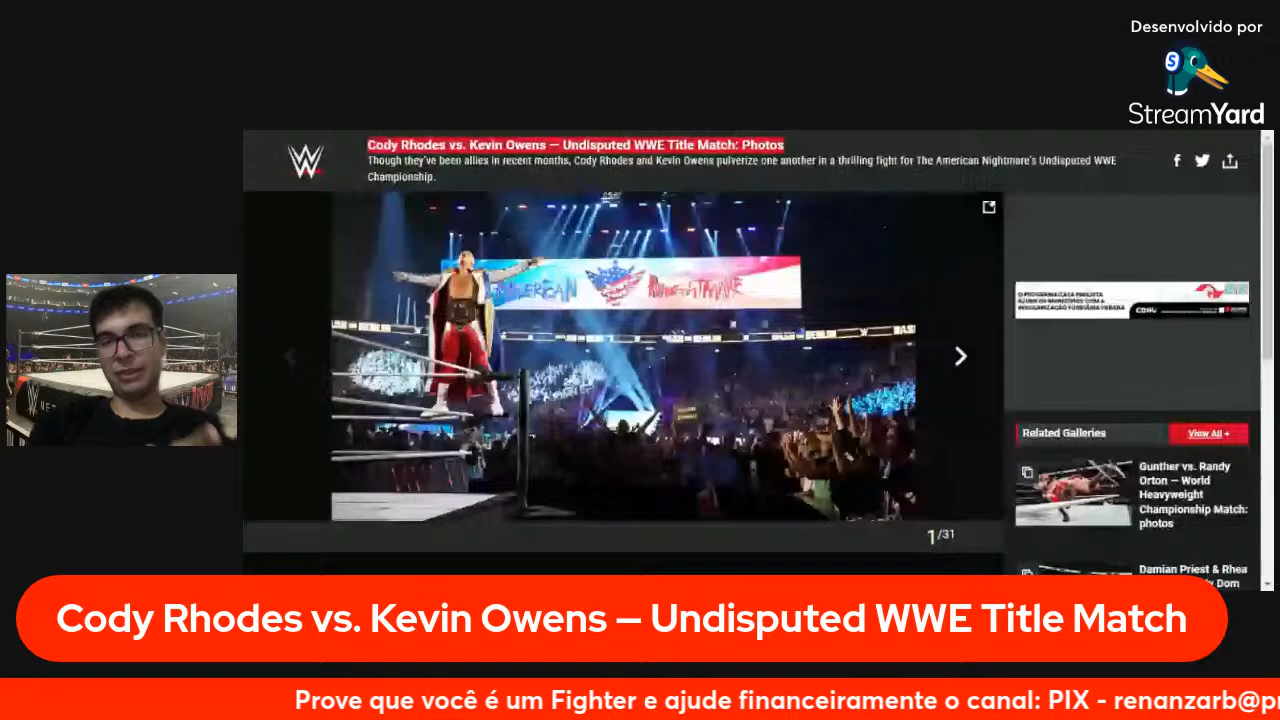 Desenvolvido por
StreamYard
Cody Rhodes vs. Kevin Owens — Undisputed WWE Title Match: Photos
Though they've been allies in recent months, Cody Rhodes and Kevin Owens pulverize one another in a thrilling fight for The American Nightmare's Undisputed WWE
Championship.
NIGHTMARE
CDHU
1/31
Related Galleries
View All +
Gunther vs. Randy
Orton — World
Heavyweight
Championship Match:
photos
Damian Priest & Rhea
Dom
Cody Rhodes vs. Kevin Owens — Undisputed WWE Title Match
Prove que você é um Fighter e ajude financeiramente o canal: PIX - renanzarb@p